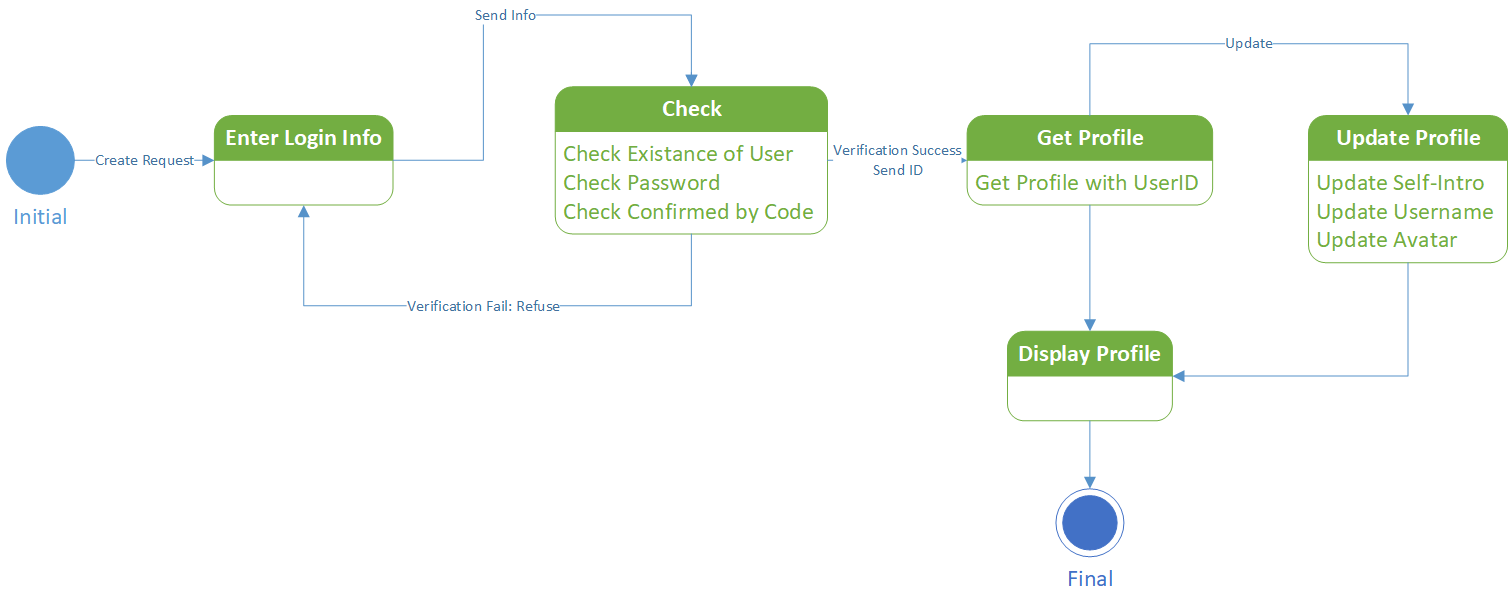 Send Info
Update
Check
Enter Login Info
Get Profile
Update Profile
Create Request
Check Existance of User
Check Password
Check Confirmed by Code
Verification Success
Send ID
Get Profile with UserID
Update Self-Intro
Update Username
Update Avatar
Initial
Verification Fail: Refuse
Display Profile
Final